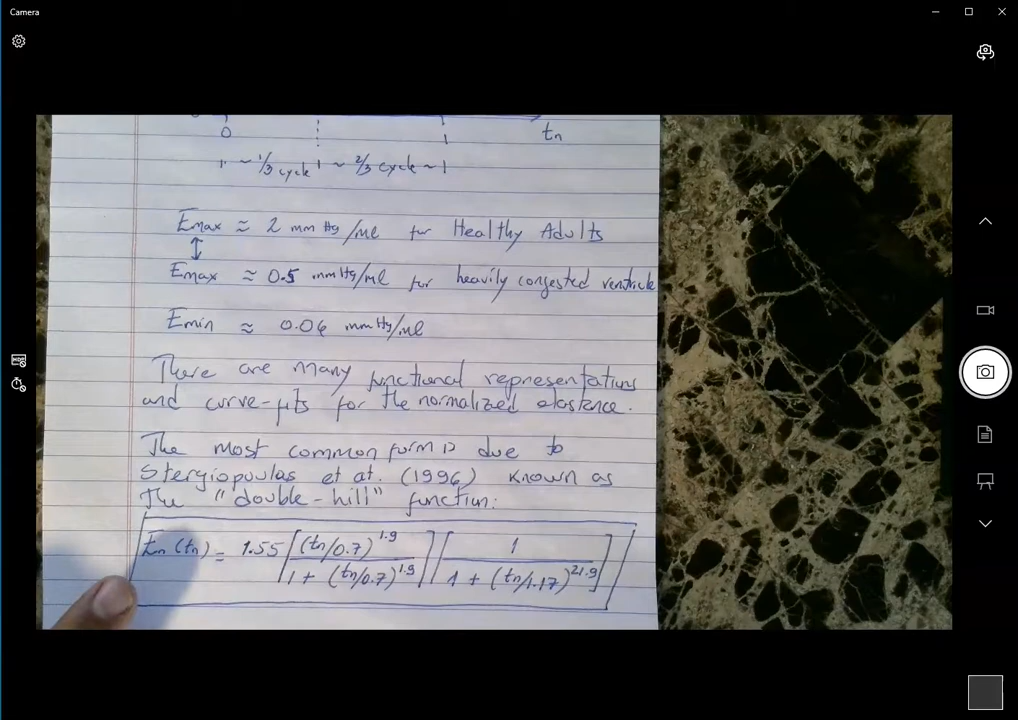 Camera
0 1 tn
~ 1/3 cycle ~ 2/3 cycle ~
Emax ≈ 2 mmHg/ml for Healthy Adults
↕
Emax ≈ 0.5 mmHg/ml for heavily congested ventricle
Emin ≈ 0.06 mmHg/ml
There are many functional representations
and curve-fits for the normalized elastence.
The most common form is due to
Stergiopoulas et at. (1996) known as
the "double-hill" function:
En(tn) = 1.55 [(tn/0.7)^1.9 / 1 + (tn/0.7)^1.9] [1 / 1 + (tn/1.17)^21.9]